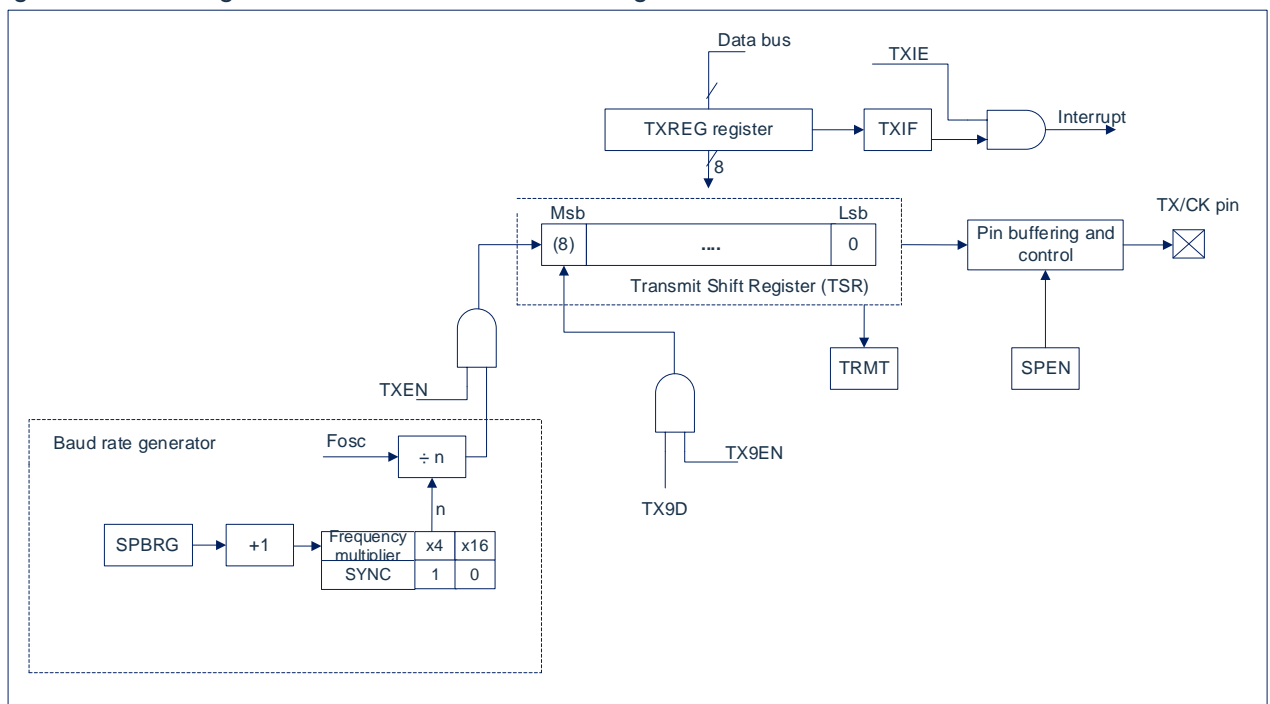 Data bus
TXIE
TXREG register
TXIF
Interrupt
8
Msb
Lsb
TX/CK pin
(8)
....
0
Pin buffering and
control
Transmit Shift Register (TSR)
TRMT
SPEN
TXEN
Baud rate generator
Fosc
÷ n
TX9EN
n
TX9D
SPBRG
+1
Frequency
multiplier
x4
x16
SYNC
1
0